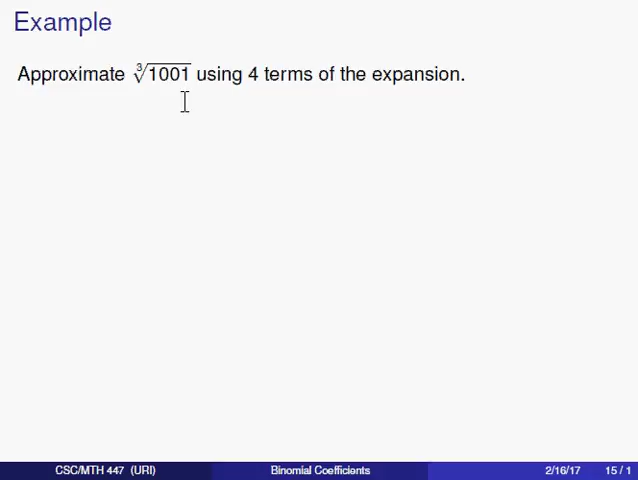 Example
Approximate ∛1001 using 4 terms of the expansion.
CSC/MTH 447 (URI) Binomial Coefficients 2/16/17 15 / 1